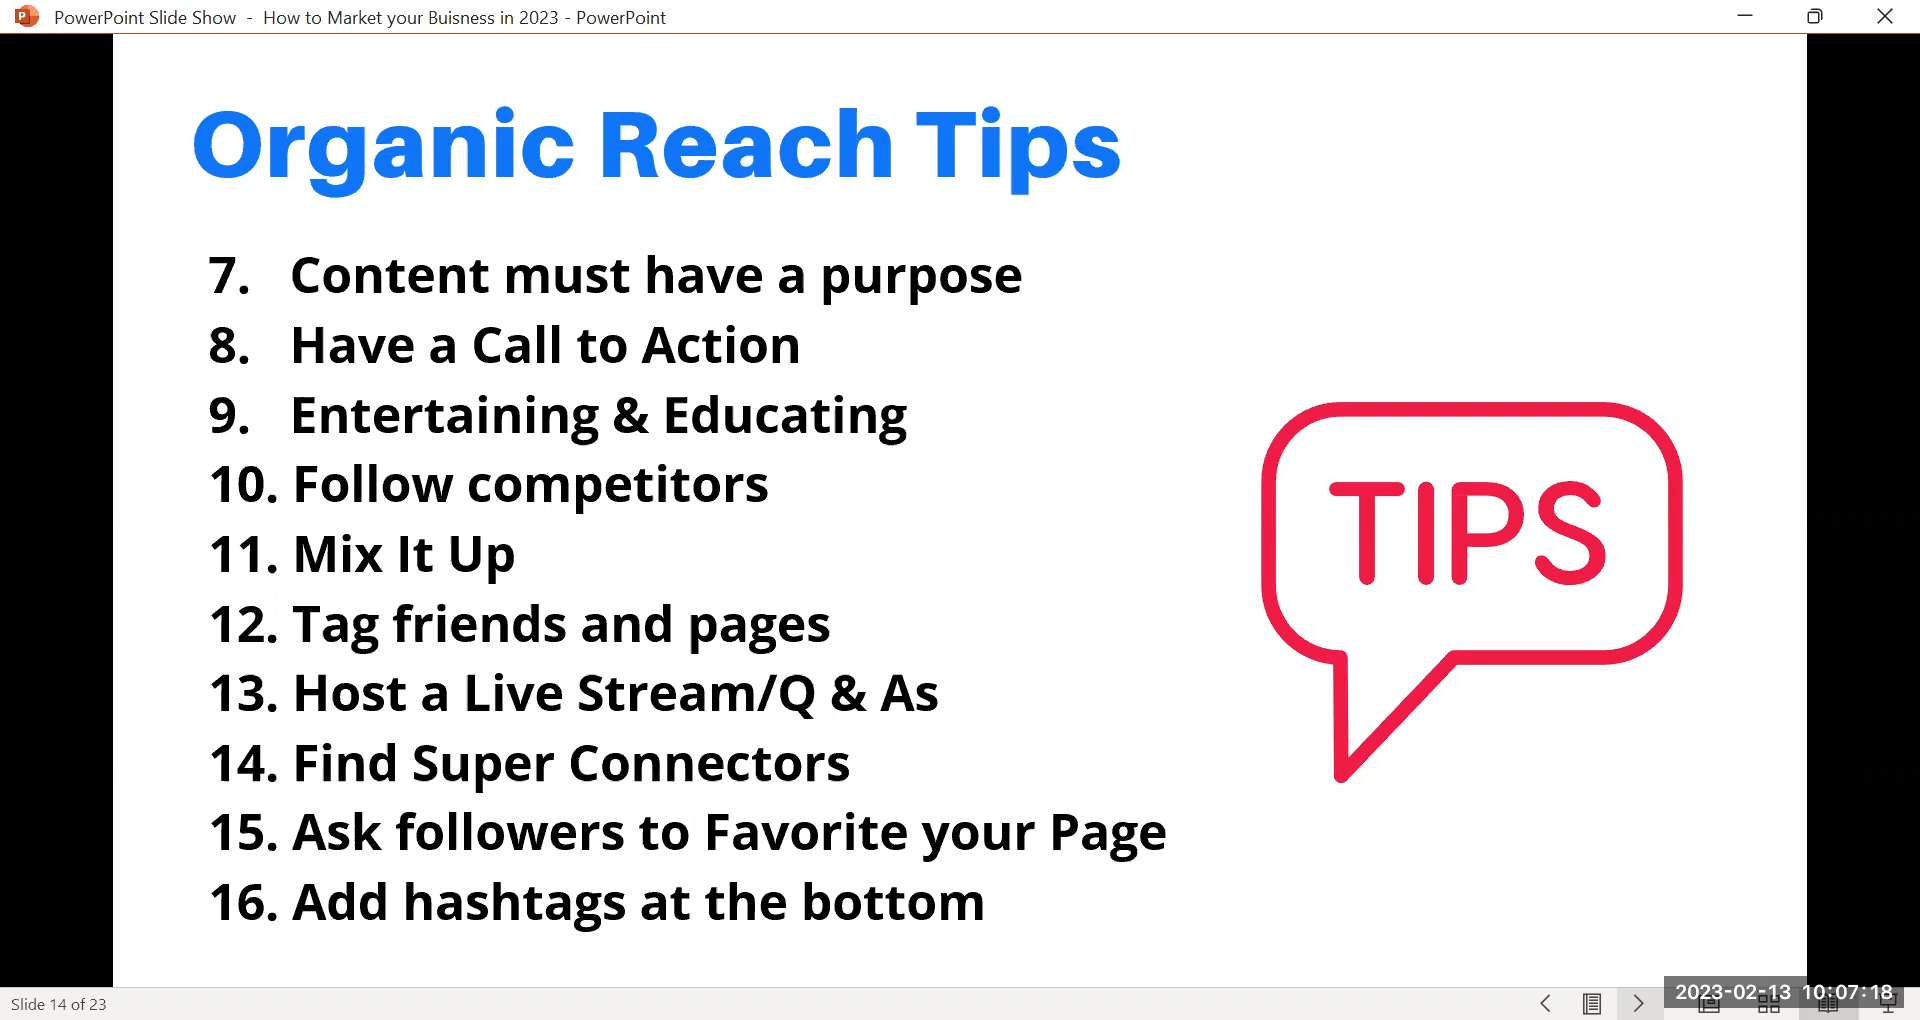 PowerPoint Slide Show - How to Market your Buisness in 2023 - PowerPoint
Organic Reach Tips
7. Content must have a purpose
8. Have a Call to Action
9. Entertaining & Educating
10. Follow competitors
11. Mix It Up
12. Tag friends and pages
13. Host a Live Stream/Q & As
14. Find Super Connectors
15. Ask followers to Favorite your Page
16. Add hashtags at the bottom
TIPS
Slide 14 of 23
2023-02-13 10:07:18